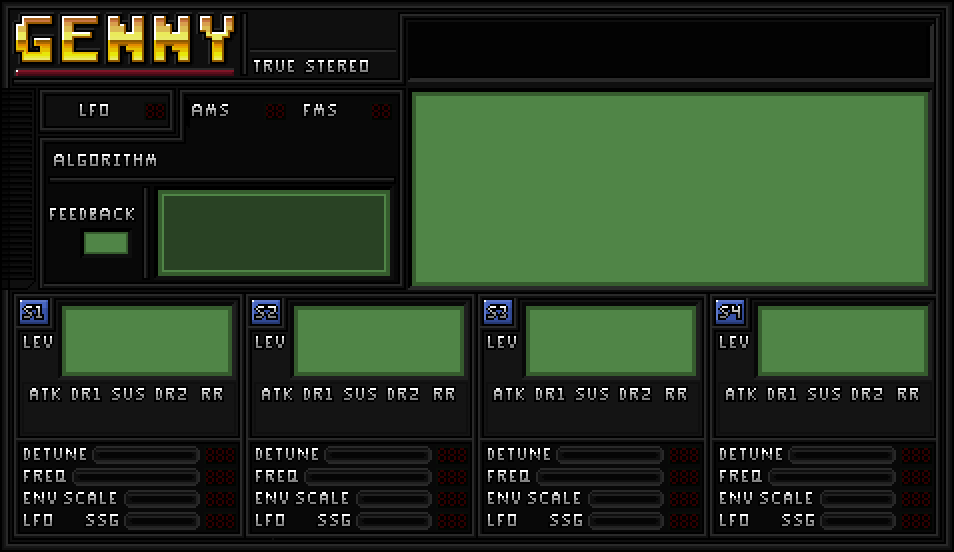 GENNY
TRUE STEREO
LFO AMS FMS
ALGORITHM
FEEDBACK
S1 S2 S3 S4
LEV LEV LEV LEV
ATK DR1 SUS DR2 RR ATK DR1 SUS DR2 RR ATK DR1 SUS DR2 RR ATK DR1 SUS DR2 RR
DETUNE DETUNE DETUNE DETUNE
FREQ FREQ FREQ FREQ
ENV SCALE ENV SCALE ENV SCALE ENV SCALE
LFO SSG LFO SSG LFO SSG LFO SSG